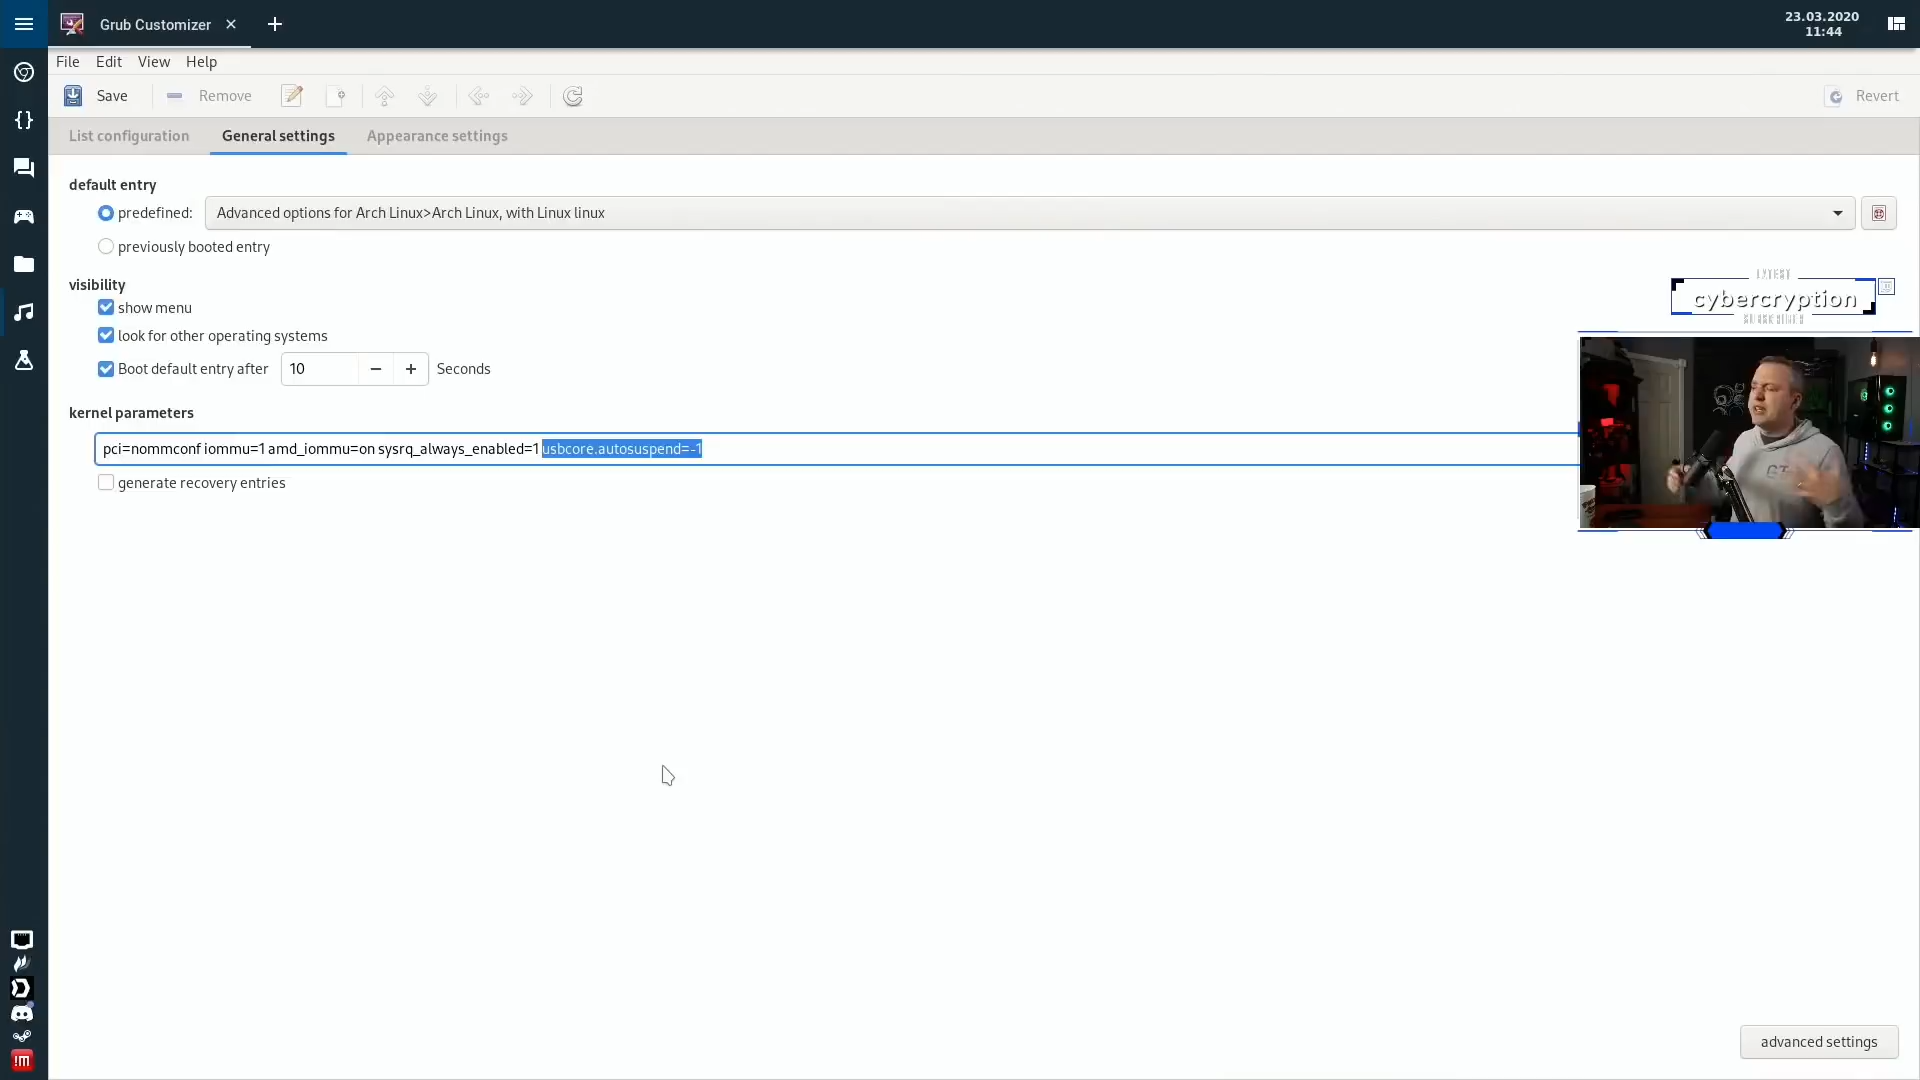 Grub Customizer
23.03.2020
11:44
File Edit View Help
Save Remove Revert
List configuration General settings Appearance settings
default entry
predefined: Advanced options for Arch Linux>Arch Linux, with Linux linux
previously booted entry
visibility
show menu
look for other operating systems
Boot default entry after 10 Seconds
LATEST
cybercryption
kernel parameters
pci=nommconf iommu=1 amd_iommu=on sysrq_always_enabled=1 usbcore.autosuspend=-1
generate recovery entries
!m
advanced settings